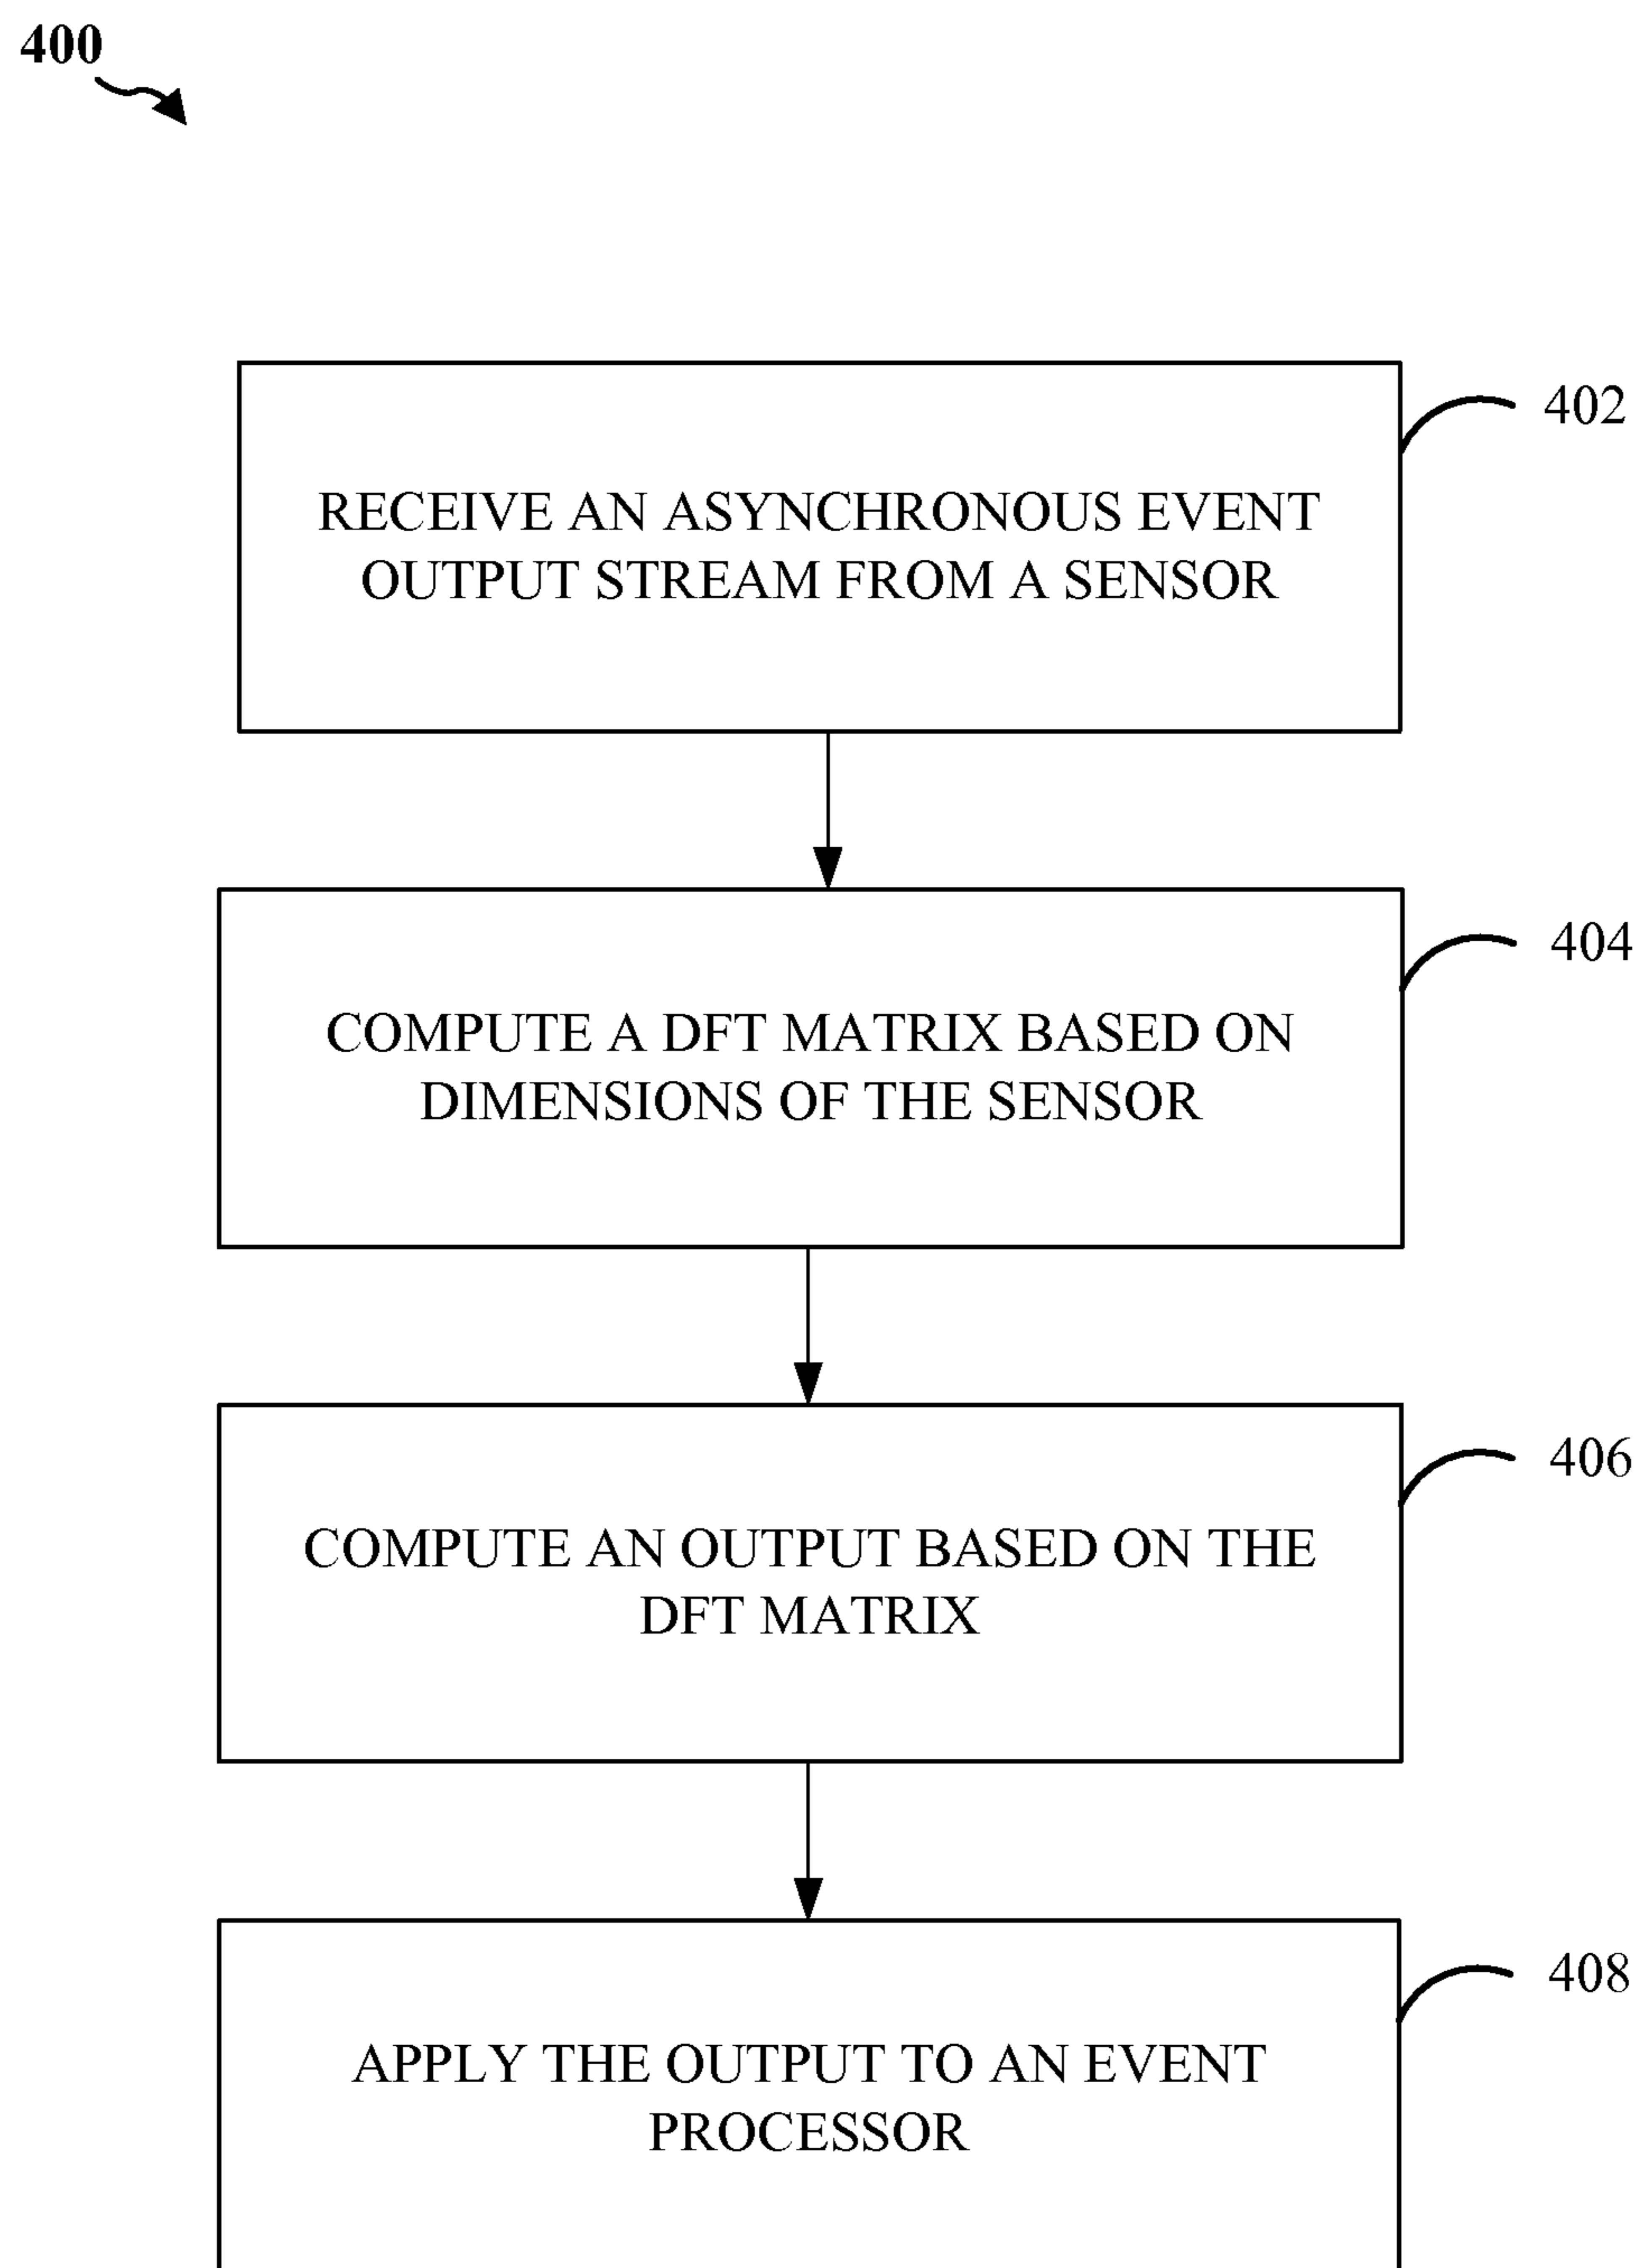 400
402
RECEIVE AN ASYNCHRONOUS EVENT
OUTPUT STREAM FROM A SENSOR
404
COMPUTE A DFT MATRIX BASED ON
DIMENSIONS OF THE SENSOR
406
COMPUTE AN OUTPUT BASED ON THE
DFT MATRIX
408
APPLY THE OUTPUT TO AN EVENT
PROCESSOR